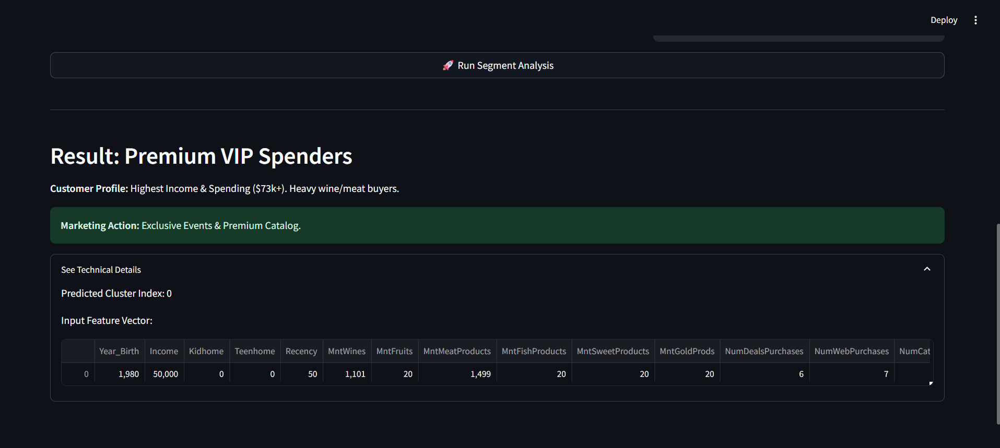 Deploy
🚀 Run Segment Analysis
Result: Premium VIP Spenders
Customer Profile: Highest Income & Spending ($73k+). Heavy wine/meat buyers.
Marketing Action: Exclusive Events & Premium Catalog.
See Technical Details
Predicted Cluster Index: 0
Input Feature Vector:
Year_Birth Income Kidhome Teenhome Recency MntWines MntFruits MntMeatProducts MntFishProducts MntSweetProducts MntGoldProds NumDealsPurchases NumWebPurchases NumCat
0 1,980 50,000 0 0 50 1,101 20 1,499 20 20 20 6 7